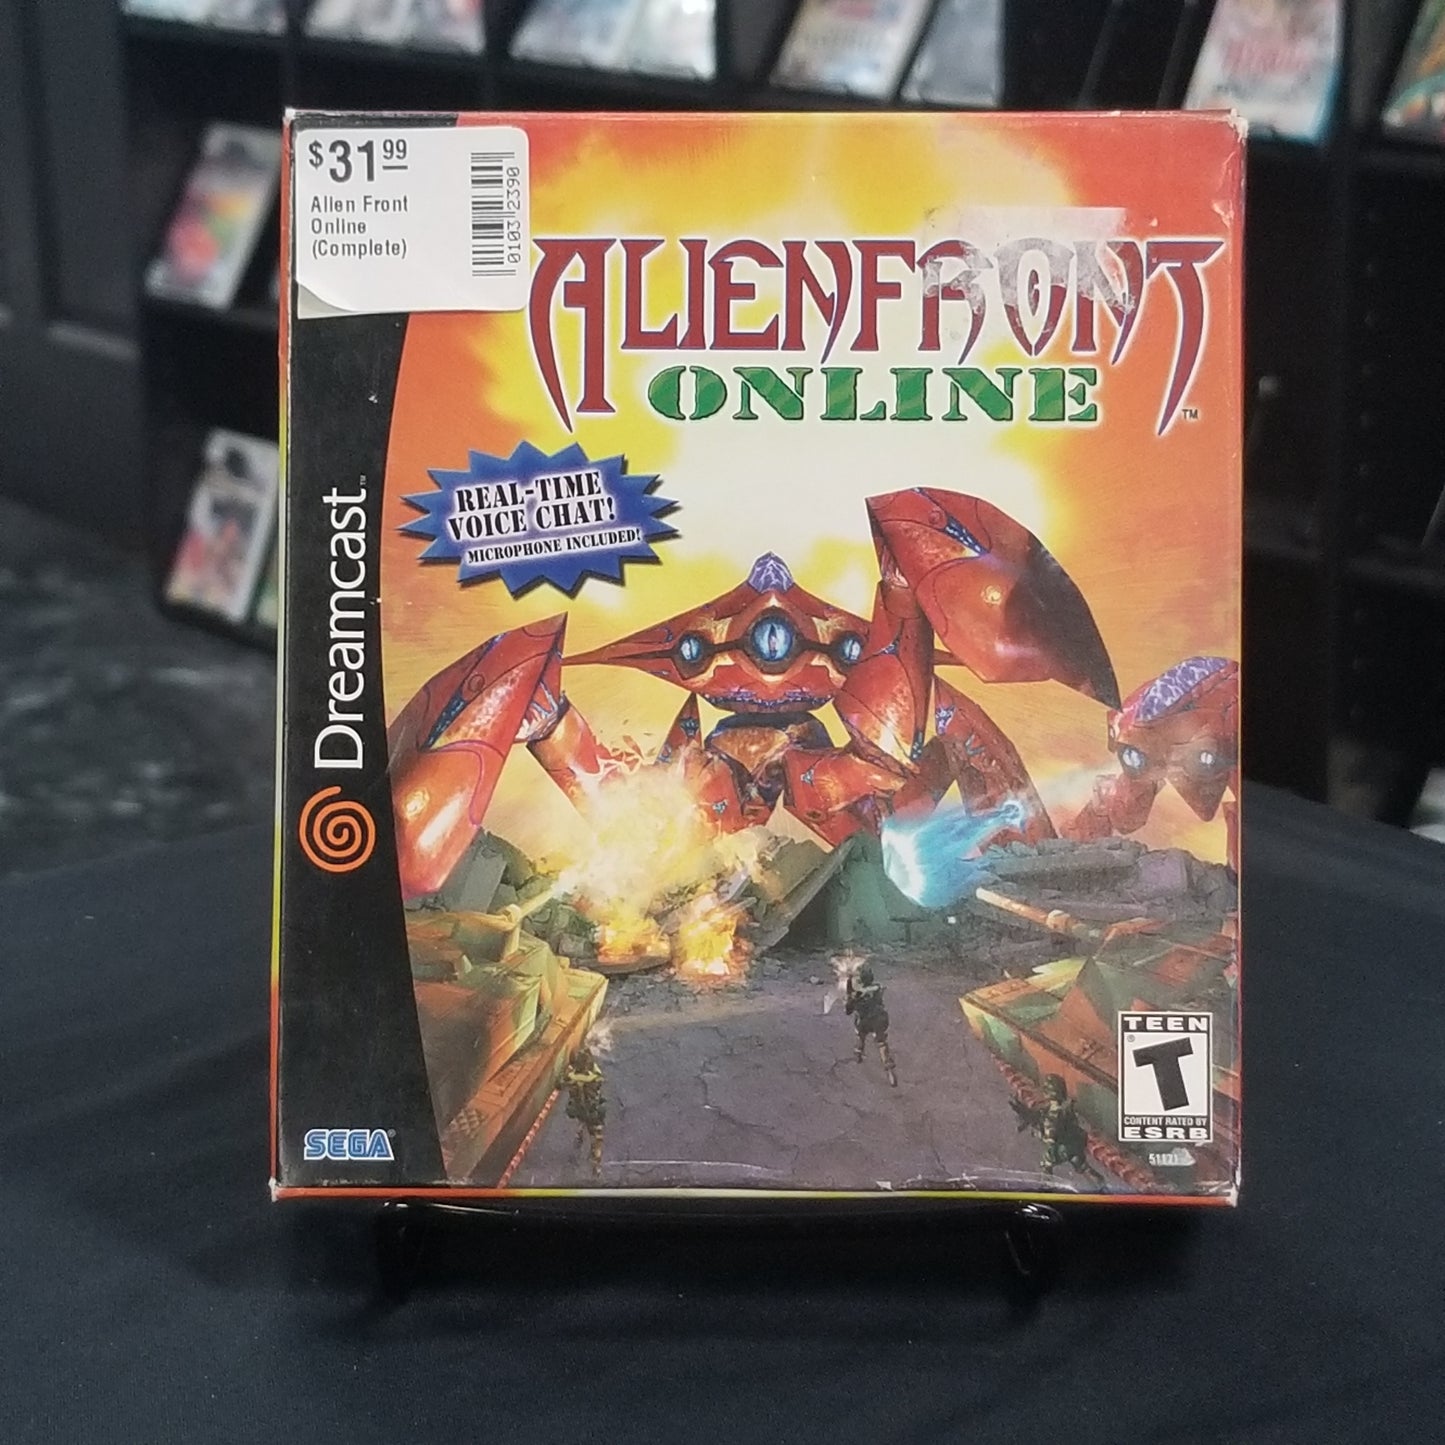 $31.99
Alien Front
Online
(Complete)
0103 2390
ALIENFRONT
ONLINE
TM
REAL-TIME
VOICE CHAT!
MICROPHONE INCLUDED!
Dreamcast
TEEN
T
CONTENT RATED BY
ESRB
SEGA